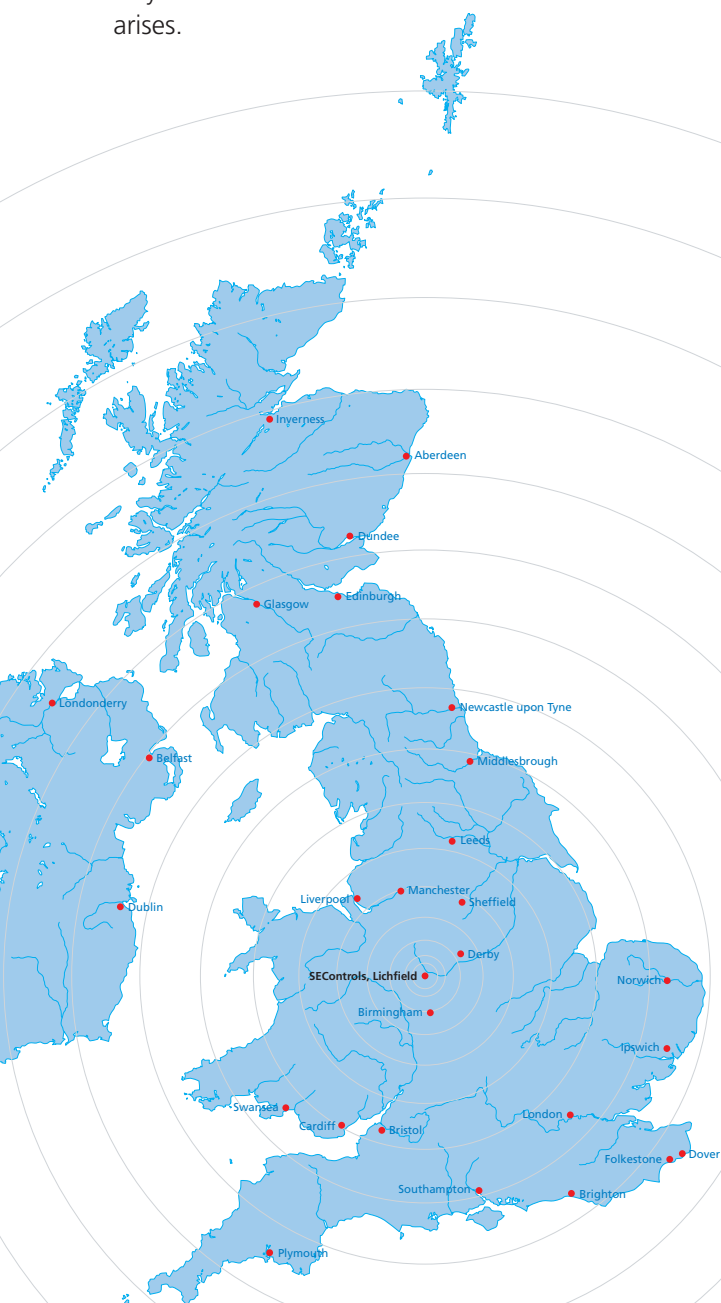 arises.
Inverness
Aberdeen
Dundee
Edinburgh
Glasgow
Londonderry
Newcastle upon Tyne
Belfast
Middlesbrough
Leeds
Manchester
Liverpool
Sheffield
Dublin
Derby
SEControls, Lichfield
Norwich
Birmingham
Ipswich
Swansea
London
Cardiff
Bristol
Dover
Folkestone
Southampton
Brighton
Plymouth